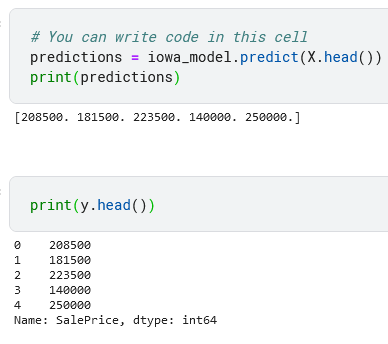 # You can write code in this cell
predictions = iowa_model.predict(X.head())
print(predictions)
[208500. 181500. 223500. 140000. 250000.]
print(y.head())
0    208500
1    181500
2    223500
3    140000
4    250000
Name: SalePrice, dtype: int64